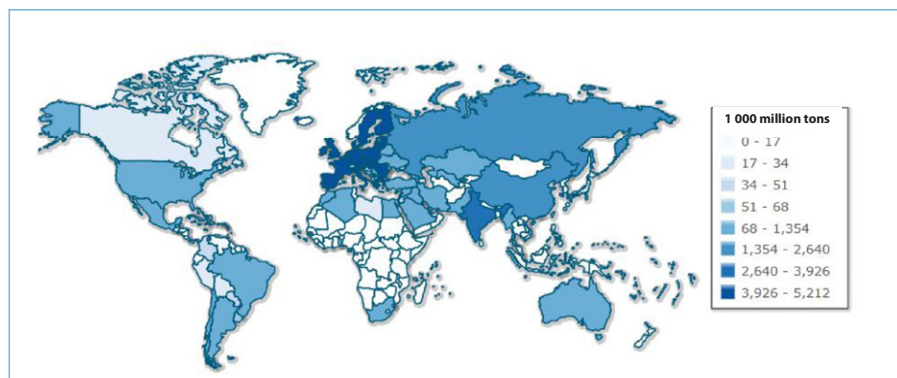 1 000 million tons
0 - 17
17 - 34
34 - 51
51 - 68
68 - 1,354
1,354 - 2,640
2,640 - 3,926
3,926 - 5,212